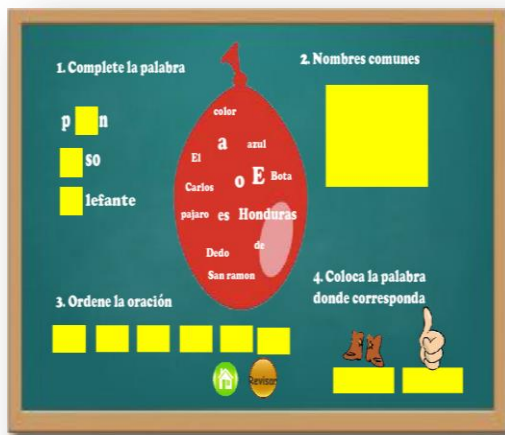 1. Complete la palabra
p n
so
lefante
color
a
azul
El
o E Bota
Carlos
pajaro es Honduras
Dedo
de
San ramon
2. Nombres comunes
3. Ordene la oración
4. Coloca la palabra
donde corresponda
Revisar